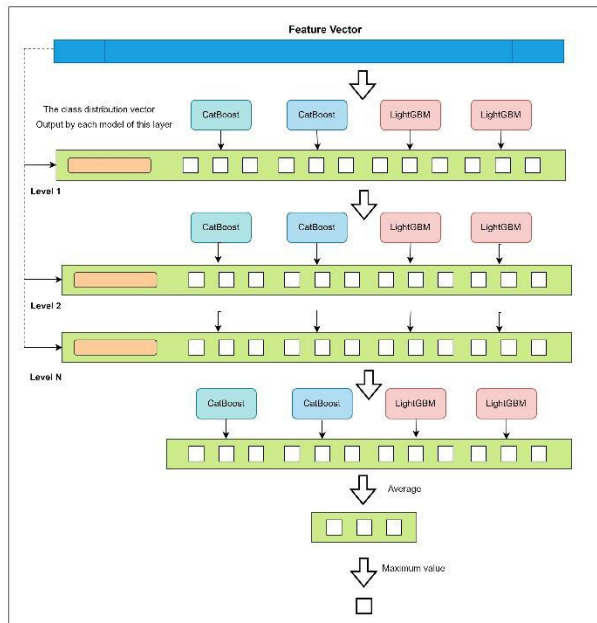 Feature Vector
The class distribution vector
Output by each model of this layer
CatBoost
CatBoost
LightGBM
LightGBM
Level 1
CatBoost
CatBoost
LightGBM
LightGBM
Level 2
Level N
CatBoost
CatBoost
LightGBM
LightGBM
Average
Maximum value